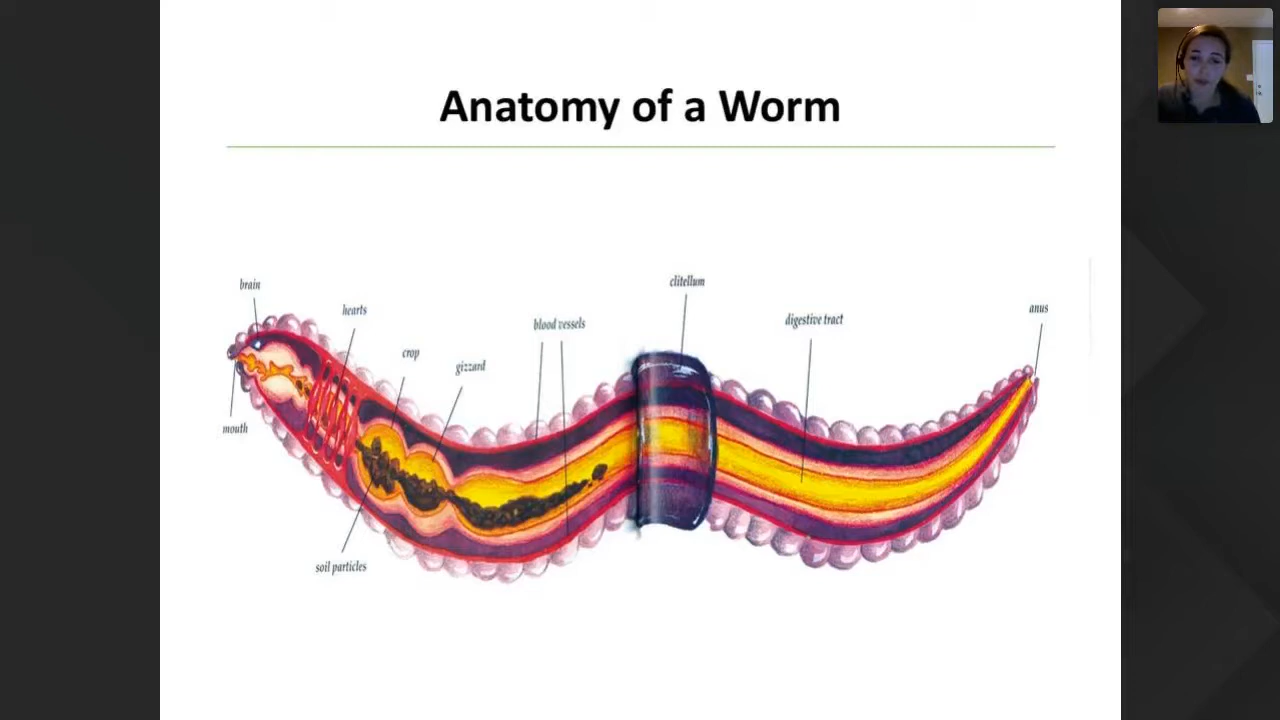 Anatomy of a Worm
brain
hearts
crop
gizzard
blood vessels
clitellum
digestive tract
anus
mouth
soil particles